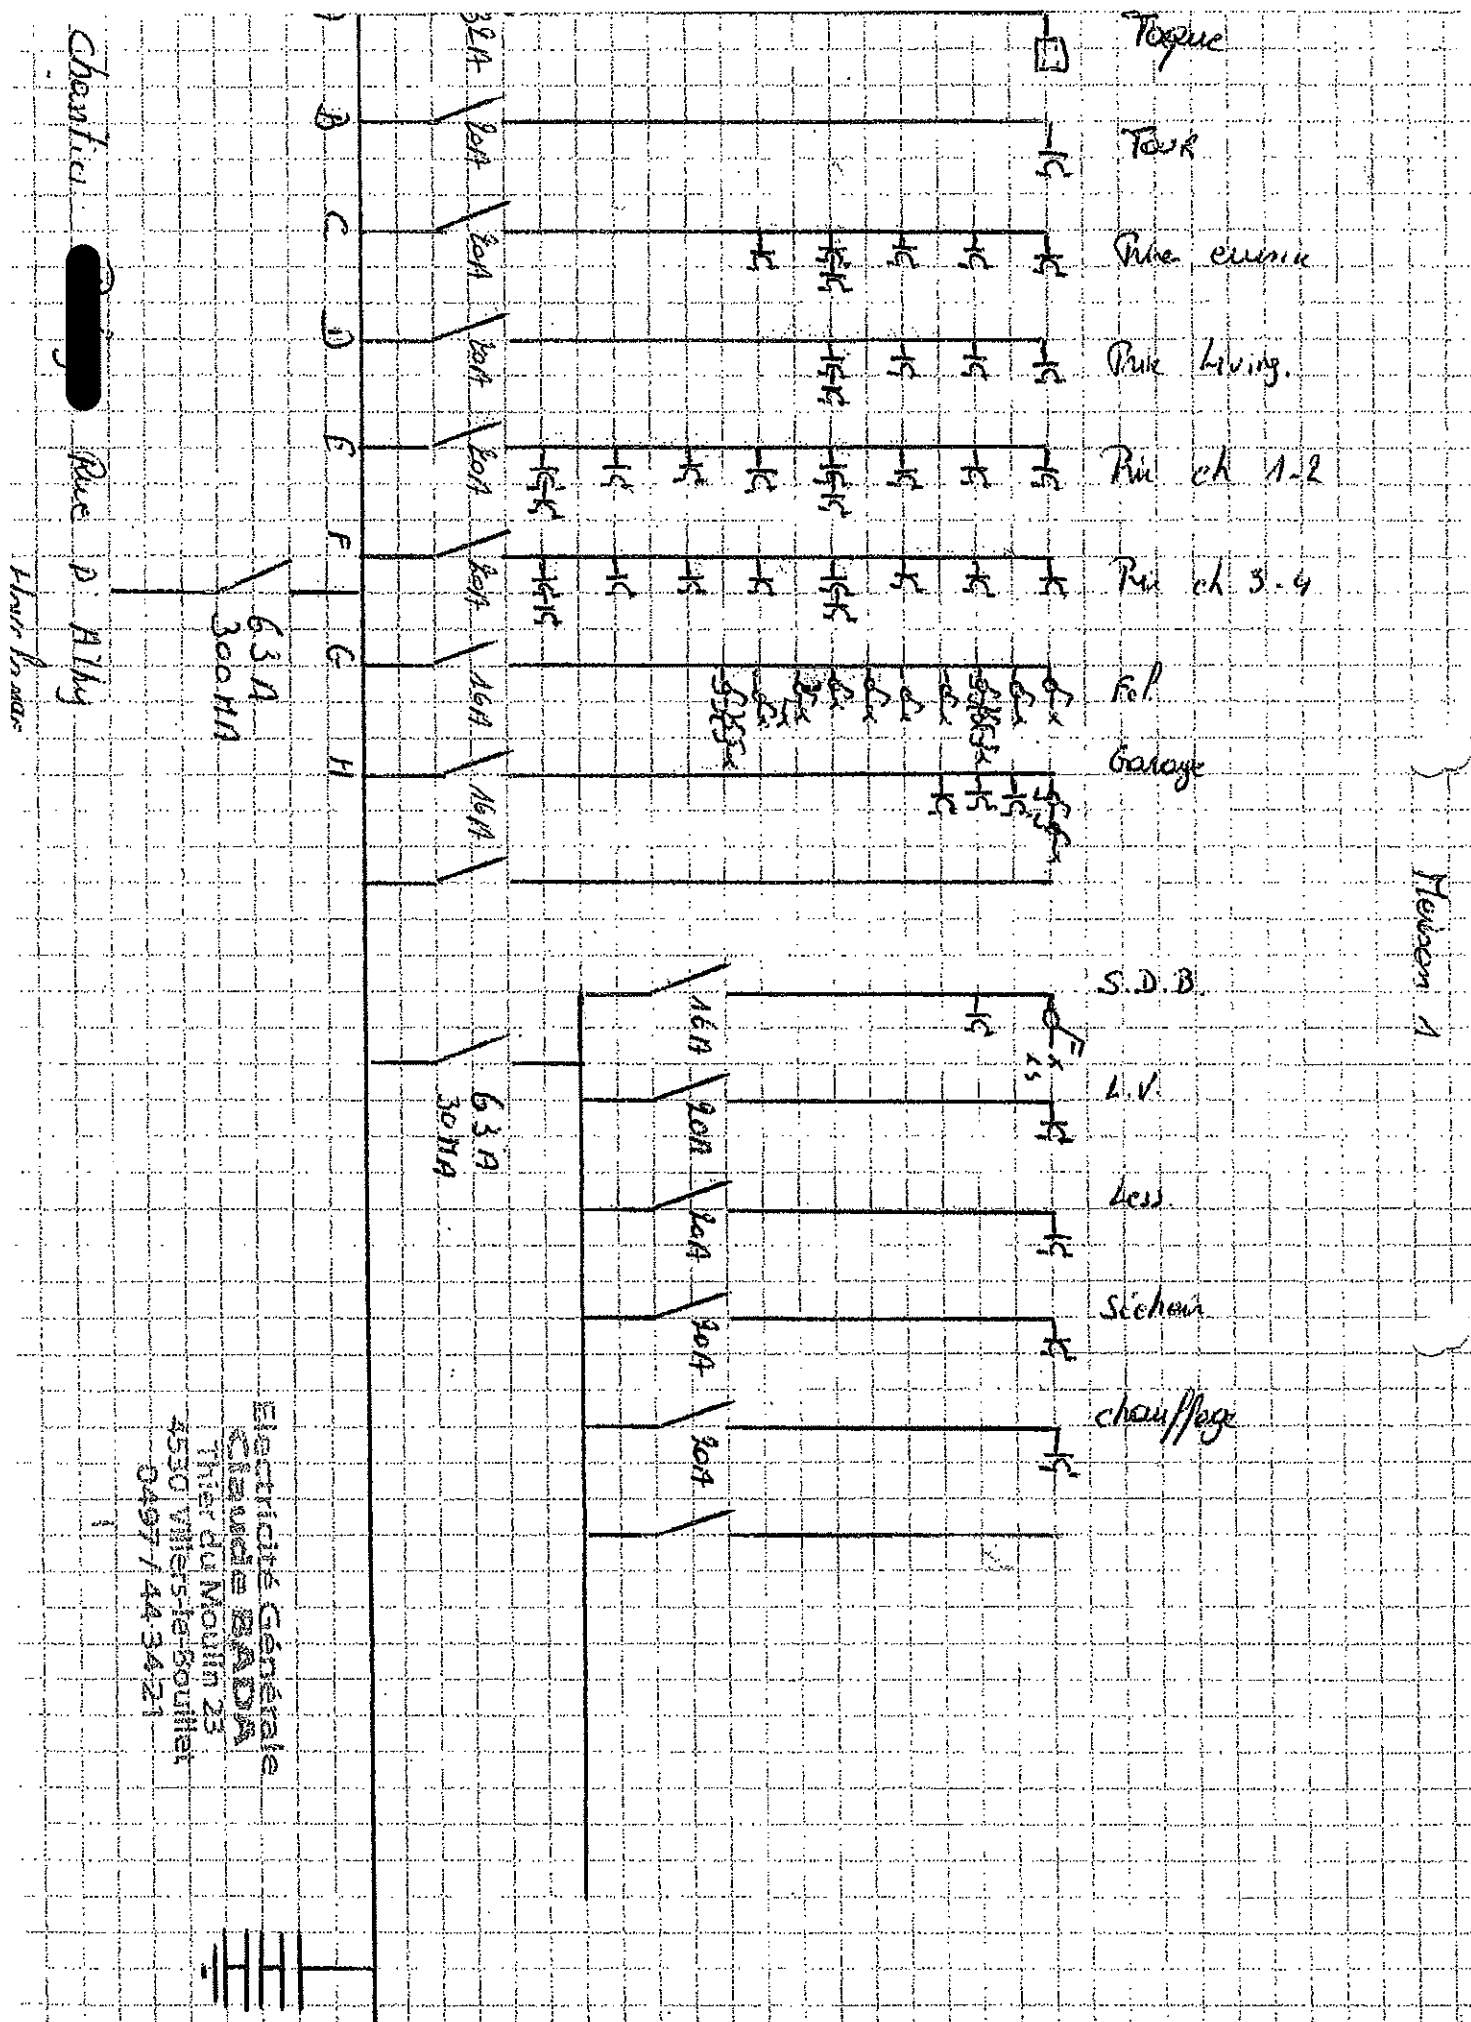 Maison 1
Taque
Four
Prise cuisine
Prise Living.
Prise ch 1-2
Prise ch 3-4
Ecl.
Garage
S.D.B.
L.V.
Less.
Séchoir
chauffage
32A
20A
20A
20A
20A
20A
16A
16A
16A
20A
20A
20A
20A
B
C
D
E
F
G
H
63A
300MA
63A
30MA
Chantier
Rue P. Alby
Electricité Générale
Claudie BADA
Thier du Moulin 23
4530 Villers-le-Bouillet
0497 / 44-34-21